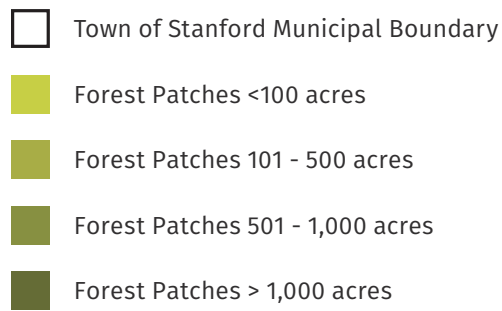 Town of Stanford Municipal Boundary
Forest Patches <100 acres
Forest Patches 101 - 500 acres
Forest Patches 501 - 1,000 acres
Forest Patches > 1,000 acres